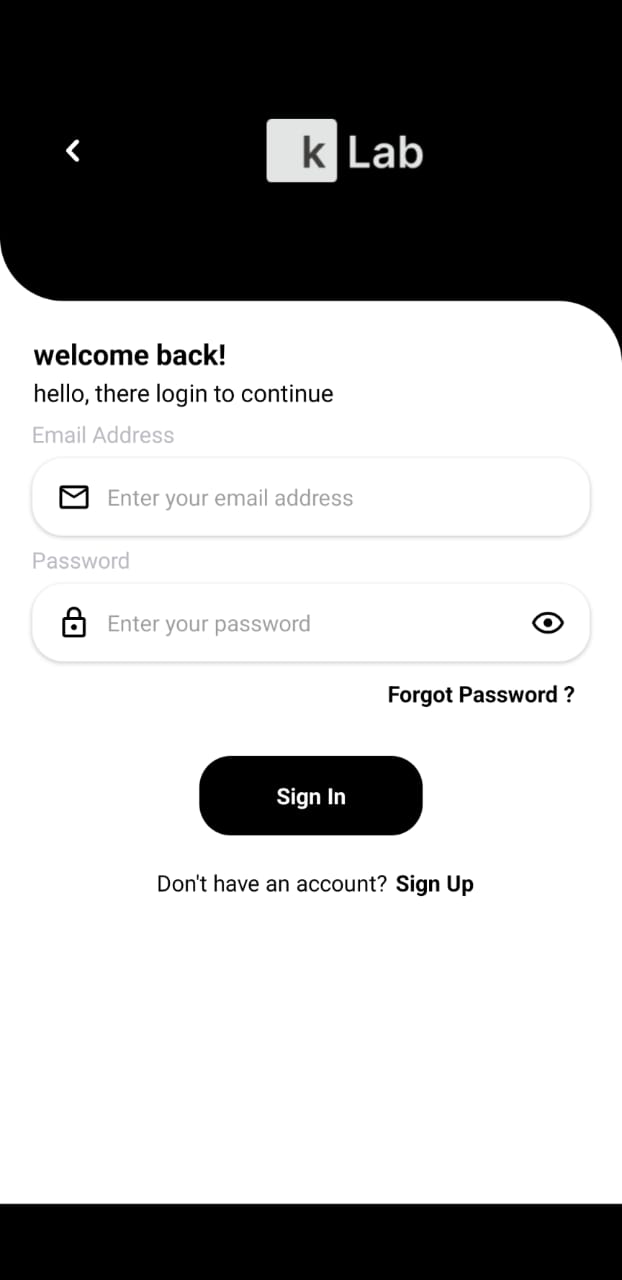 k Lab
welcome back!
hello, there login to continue
Email Address
Enter your email address
Password
Enter your password
Forgot Password ?
Sign In
Don't have an account? Sign Up